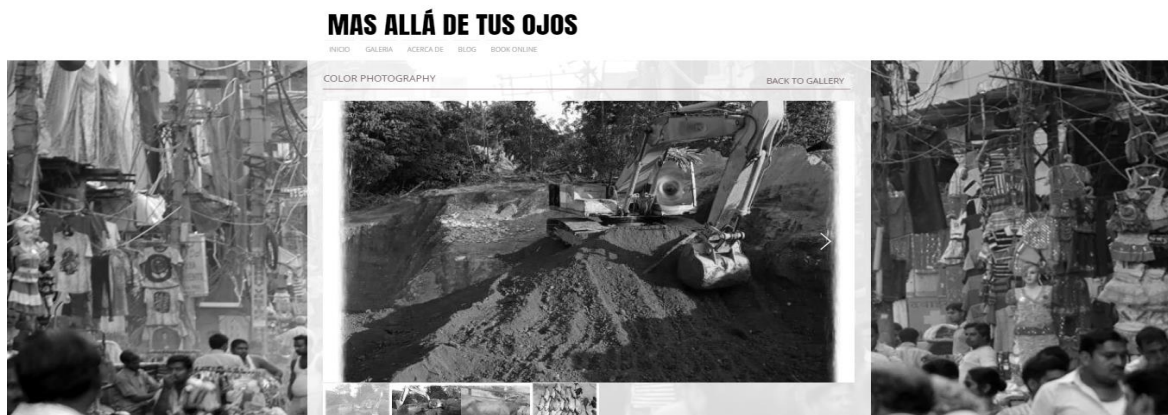 MAS ALLÁ DE TUS OJOS
INICIO GALERIA ACERCA DE BLOG BOOK ONLINE
COLOR PHOTOGRAPHY
BACK TO GALLERY